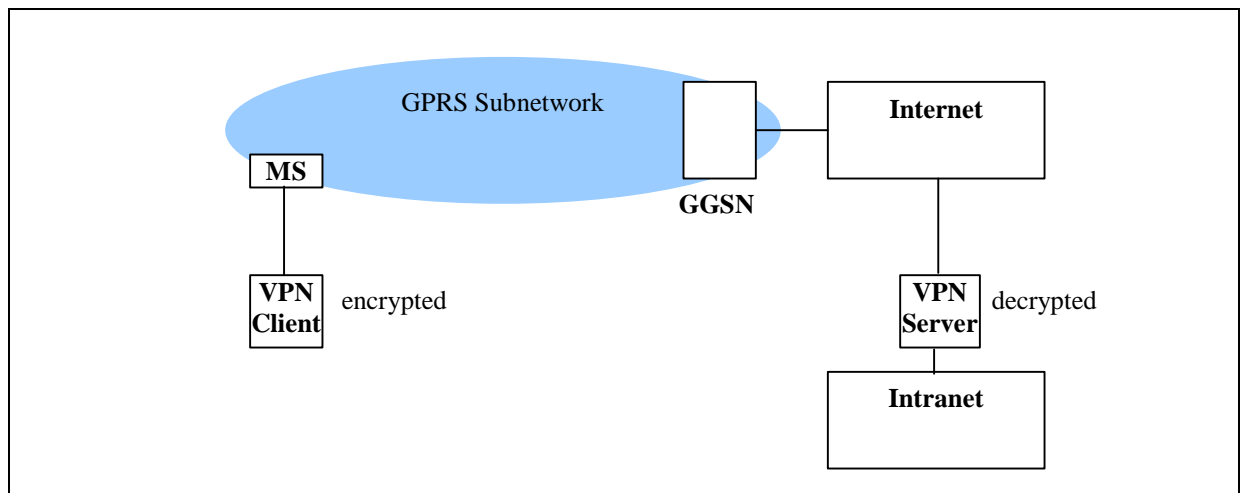 GPRS Subnetwork
Internet
MS
GGSN
VPN
Client
encrypted
VPN
Server
decrypted
Intranet